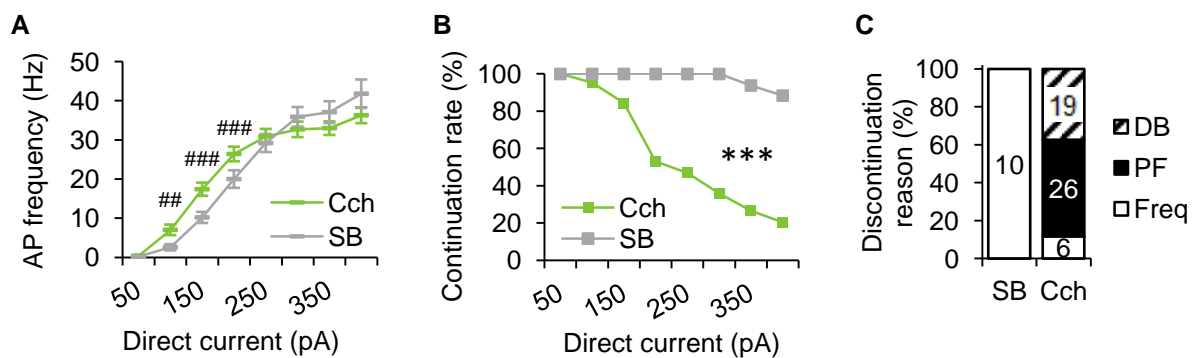 A
AP frequency (Hz)
50
40
30
20
10
0
##
###
###
Cch
SB
50
150
250
350
Direct current (pA)
B
Continuation rate (%)
100
80
60
40
20
0
***
Cch
SB
50
150
250
350
Direct current (pA)
C
Discontinuation
reason (%)
100
80
60
40
20
0
10
19
26
6
SB
Cch
DB
PF
Freq